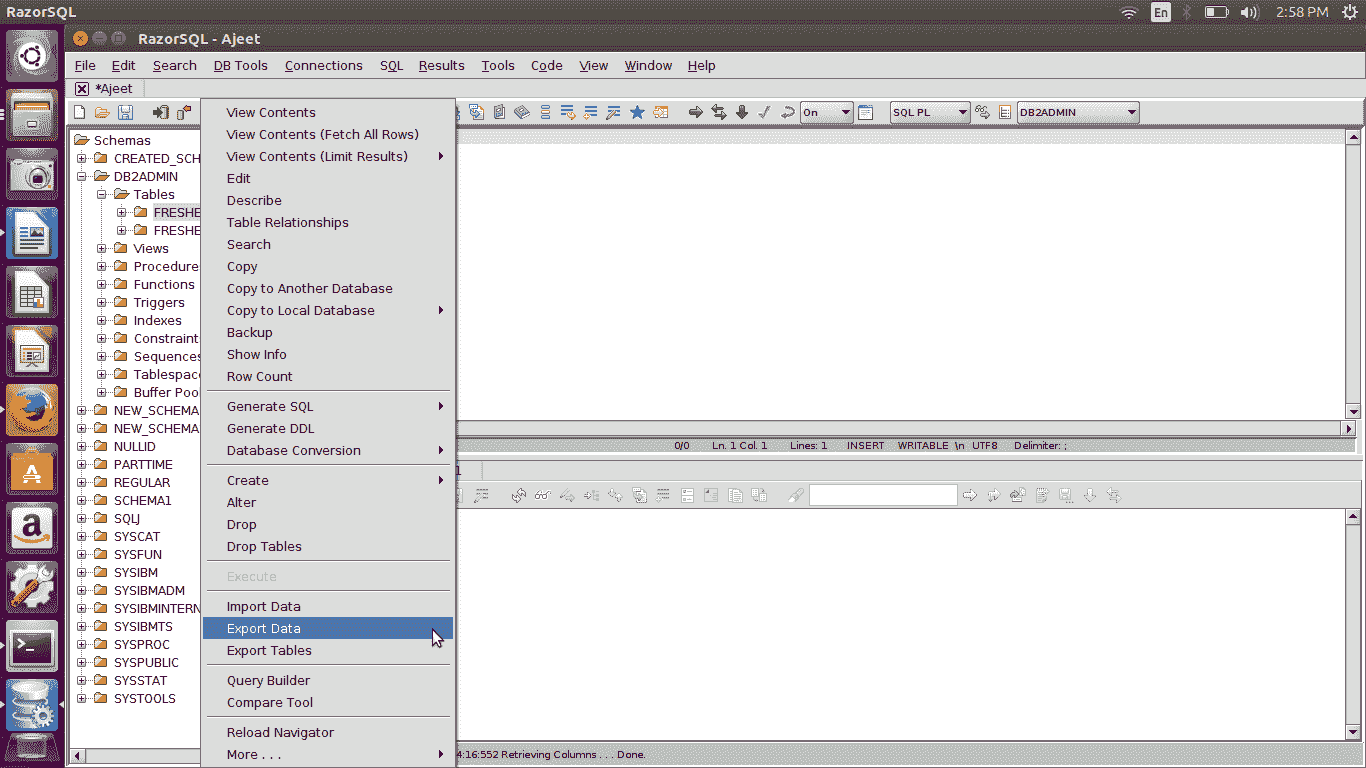 RazorSQL
En
2:58 PM
RazorSQL - Ajeet
File Edit Search DB Tools Connections SQL Results Tools Code View Window Help
*Ajeet
On
SQL PL
DB2ADMIN
Schemas
CREATED_SCH
DB2ADMIN
Tables
FRESHE
FRESHE
Views
Procedure
Functions
Triggers
Indexes
Constraint
Sequences
Tablespac
Buffer Poo
NEW_SCHEMA
NEW_SCHEMA
NULLID
PARTTIME
REGULAR
SCHEMA1
SQLJ
SYSCAT
SYSFUN
SYSIBM
SYSIBMADM
SYSIBMINTERN
SYSIBMTS
SYSPROC
SYSPUBLIC
SYSSTAT
SYSTOOLS
View Contents
View Contents (Fetch All Rows)
View Contents (Limit Results)
Edit
Describe
Table Relationships
Search
Copy
Copy to Another Database
Copy to Local Database
Backup
Show Info
Row Count
Generate SQL
Generate DDL
Database Conversion
Create
Alter
Drop
Drop Tables
Execute
Import Data
Export Data
Export Tables
Query Builder
Compare Tool
Reload Navigator
More . . .
0/0 Ln. 1 Col. 1 Lines: 1 INSERT WRITABLE \n UTF8 Delimiter: ;
1
4:16:552 Retrieving Columns . . . Done.